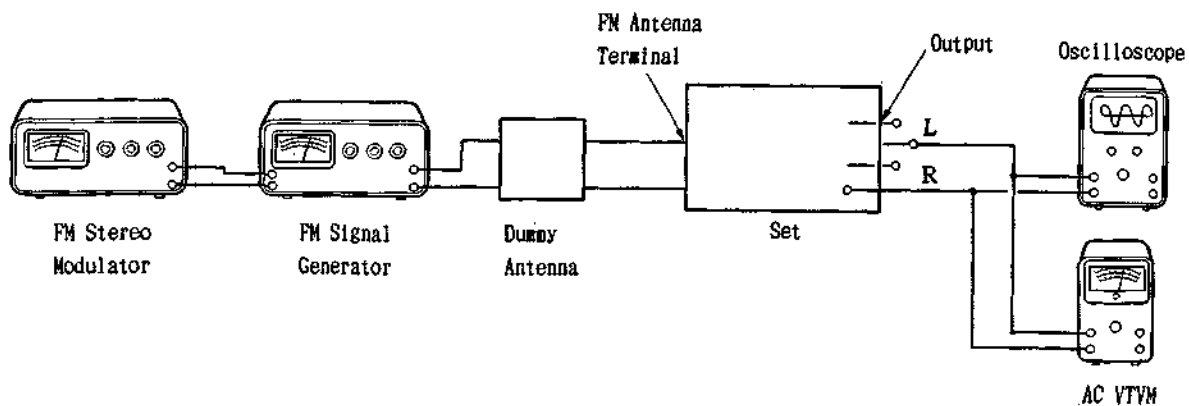 FM Antenna
Terminal
Output
Oscilloscope
L
R
FM Stereo
Modulator
FM Signal
Generator
Dummy
Antenna
Set
AC VTVM